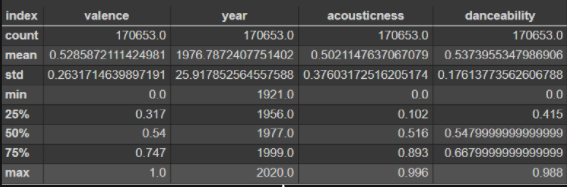 index valence year acousticness danceability
count 170653.0 170653.0 170653.0 170653.0
mean 0.5285872111424981 1976.7872407751402 0.5021147637067079 0.5373955347986906
std 0.2631714639897191 25.917852564557588 0.37603172516205174 0.17613773562606788
min 0.0 1921.0 0.0 0.0
25% 0.317 1956.0 0.102 0.415
50% 0.54 1977.0 0.516 0.5479999999999999
75% 0.747 1999.0 0.893 0.6679999999999999
max 1.0 2020.0 0.996 0.988